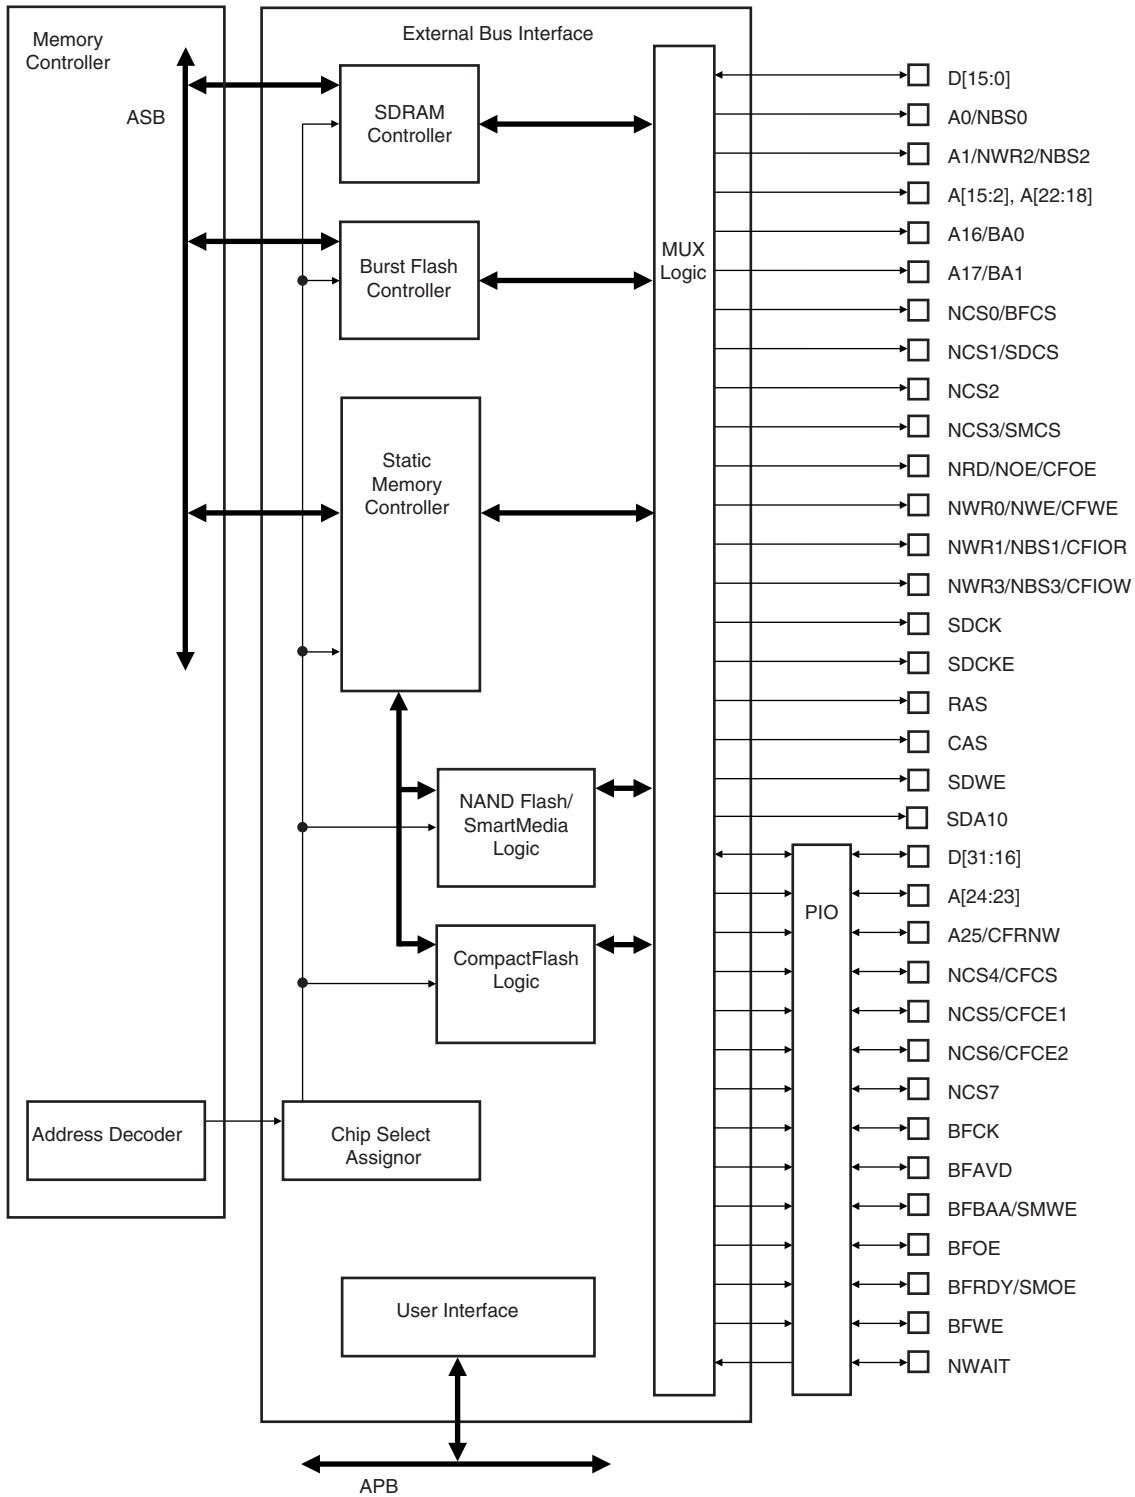 Memory
Controller
ASB
External Bus Interface
SDRAM
Controller
Burst Flash
Controller
Static
Memory
Controller
NAND Flash/
SmartMedia
Logic
CompactFlash
Logic
Address Decoder
Chip Select
Assignor
User Interface
APB
MUX
Logic
PIO
D[15:0]
A0/NBS0
A1/NWR2/NBS2
A[15:2], A[22:18]
A16/BA0
A17/BA1
NCS0/BFCS
NCS1/SDCS
NCS2
NCS3/SMCS
NRD/NOE/CFOE
NWR0/NWE/CFWE
NWR1/NBS1/CFIOR
NWR3/NBS3/CFIOW
SDCK
SDCKE
RAS
CAS
SDWE
SDA10
D[31:16]
A[24:23]
A25/CFRNW
NCS4/CFCS
NCS5/CFCE1
NCS6/CFCE2
NCS7
BFCK
BFAVD
BFBAA/SMWE
BFOE
BFRDY/SMOE
BFWE
NWAIT